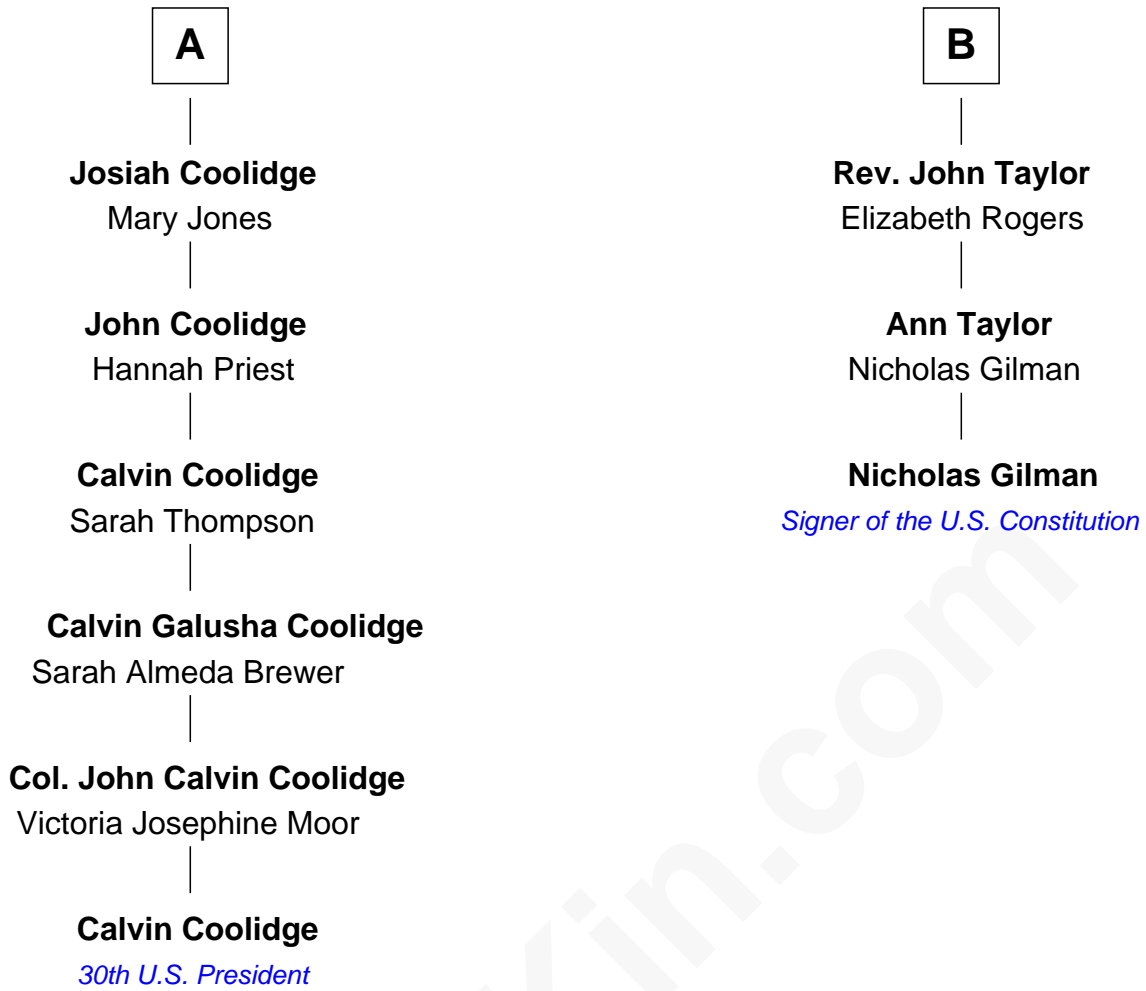 A
Josiah Coolidge
Mary Jones
John Coolidge
Hannah Priest
Calvin Coolidge
Sarah Thompson
Calvin Galusha Coolidge
Sarah Almeda Brewer
Col. John Calvin Coolidge
Victoria Josephine Moor
Calvin Coolidge
30th U.S. President
B
Rev. John Taylor
Elizabeth Rogers
Ann Taylor
Nicholas Gilman
Nicholas Gilman
Signer of the U.S. Constitution
Kin.com